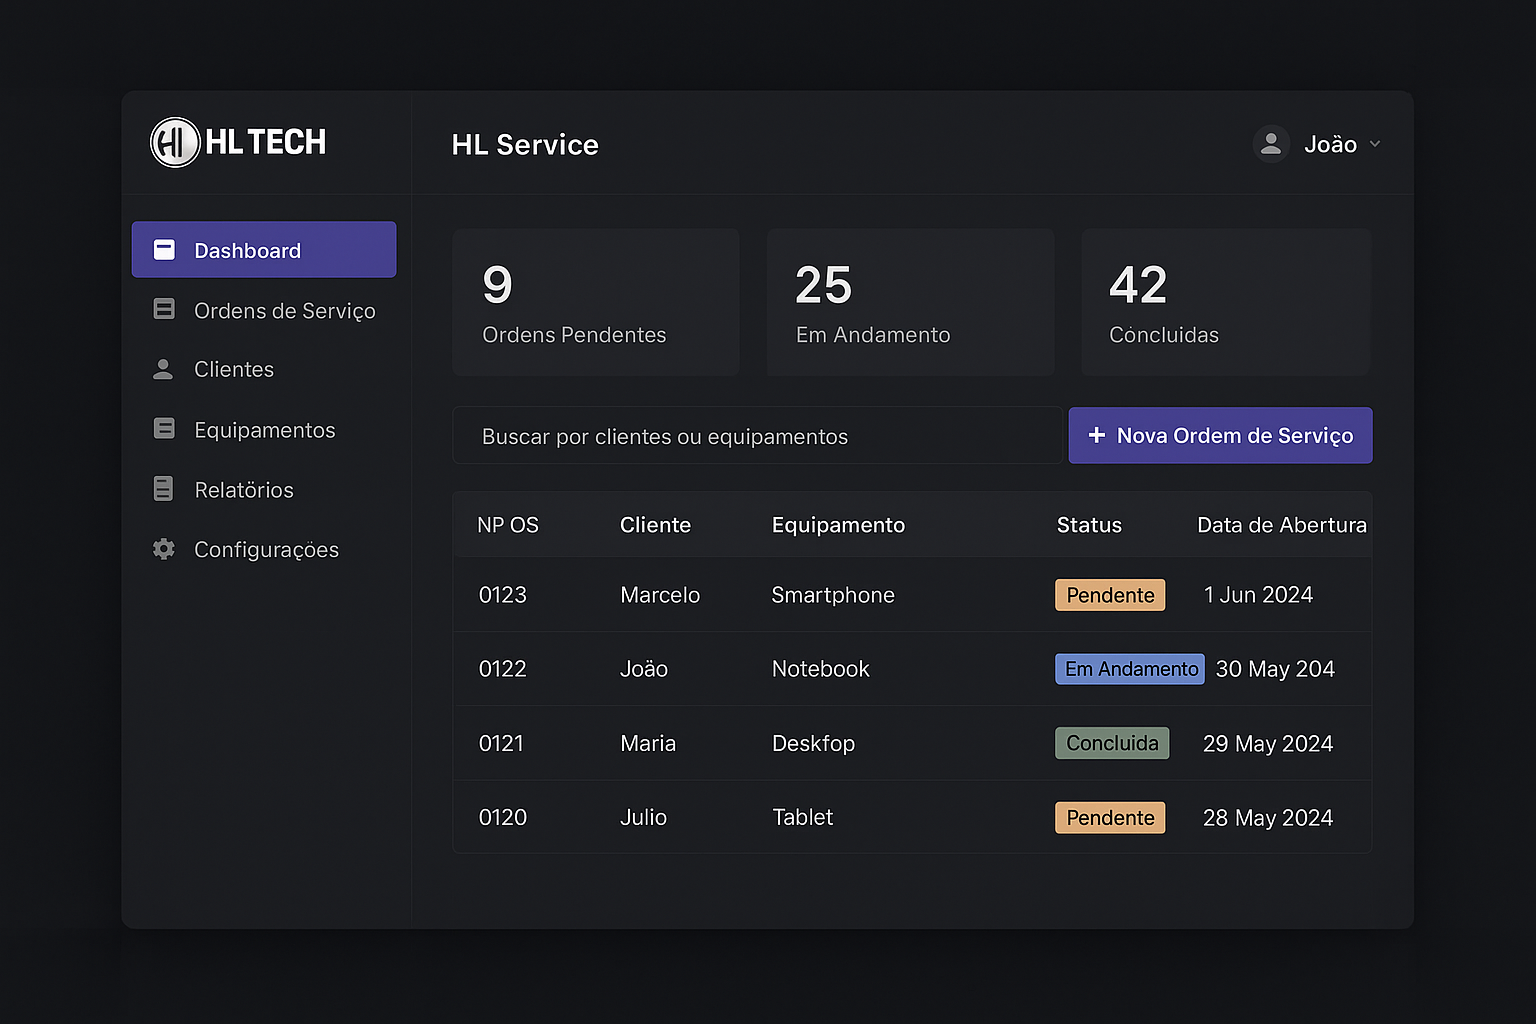 HL HL TECH
HL Service
João
Dashboard
Ordens de Serviço
Clientes
Equipamentos
Relatórios
Configurações
9
Ordens Pendentes
25
Em Andamento
42
Cóncluidas
Buscar por clientes ou equipamentos
+ Nova Ordem de Serviço
NP OS Cliente Equipamento Status Data de Abertura
0123 Marcelo Smartphone Pendente 1 Jun 2024
0122 João Notebook Em Andamento 30 May 204
0121 Maria Deskfop Concluida 29 May 2024
0120 Julio Tablet Pendente 28 May 2024